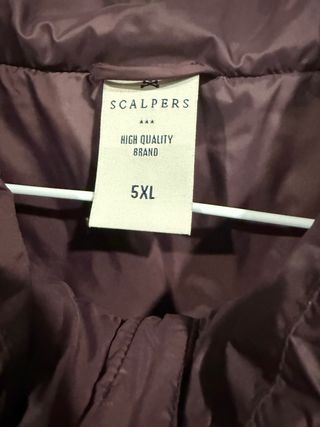 SCALPERS
★★★
HIGH QUALITY
BRAND
5XL